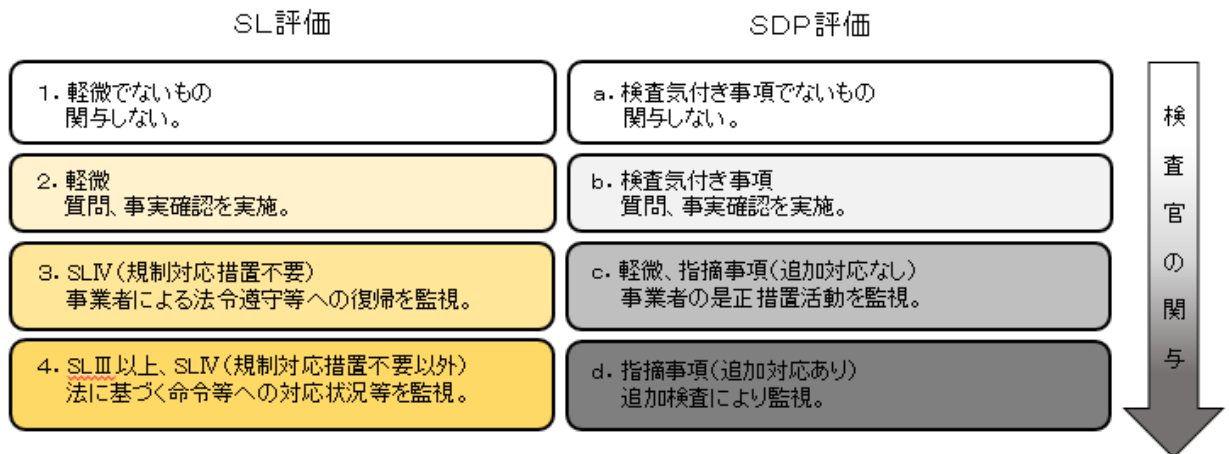 SL評価
SDP評価
1. 軽微でないもの
関与しない。
a. 検査気付き事項でないもの
関与しない。
2. 軽微
質問、事実確認を実施。
b. 検査気付き事項
質問、事実確認を実施。
3. SLⅣ(規制対応措置不要)
事業者による法令遵守等への復帰を監視。
c. 軽微、指摘事項(追加対応なし)
事業者の是正措置活動を監視。
4. SLⅢ以上、SLⅣ(規制対応措置不要以外)
法に基づく命令等への対応状況等を監視。
d. 指摘事項(追加対応あり)
追加検査により監視。
検査官の関与